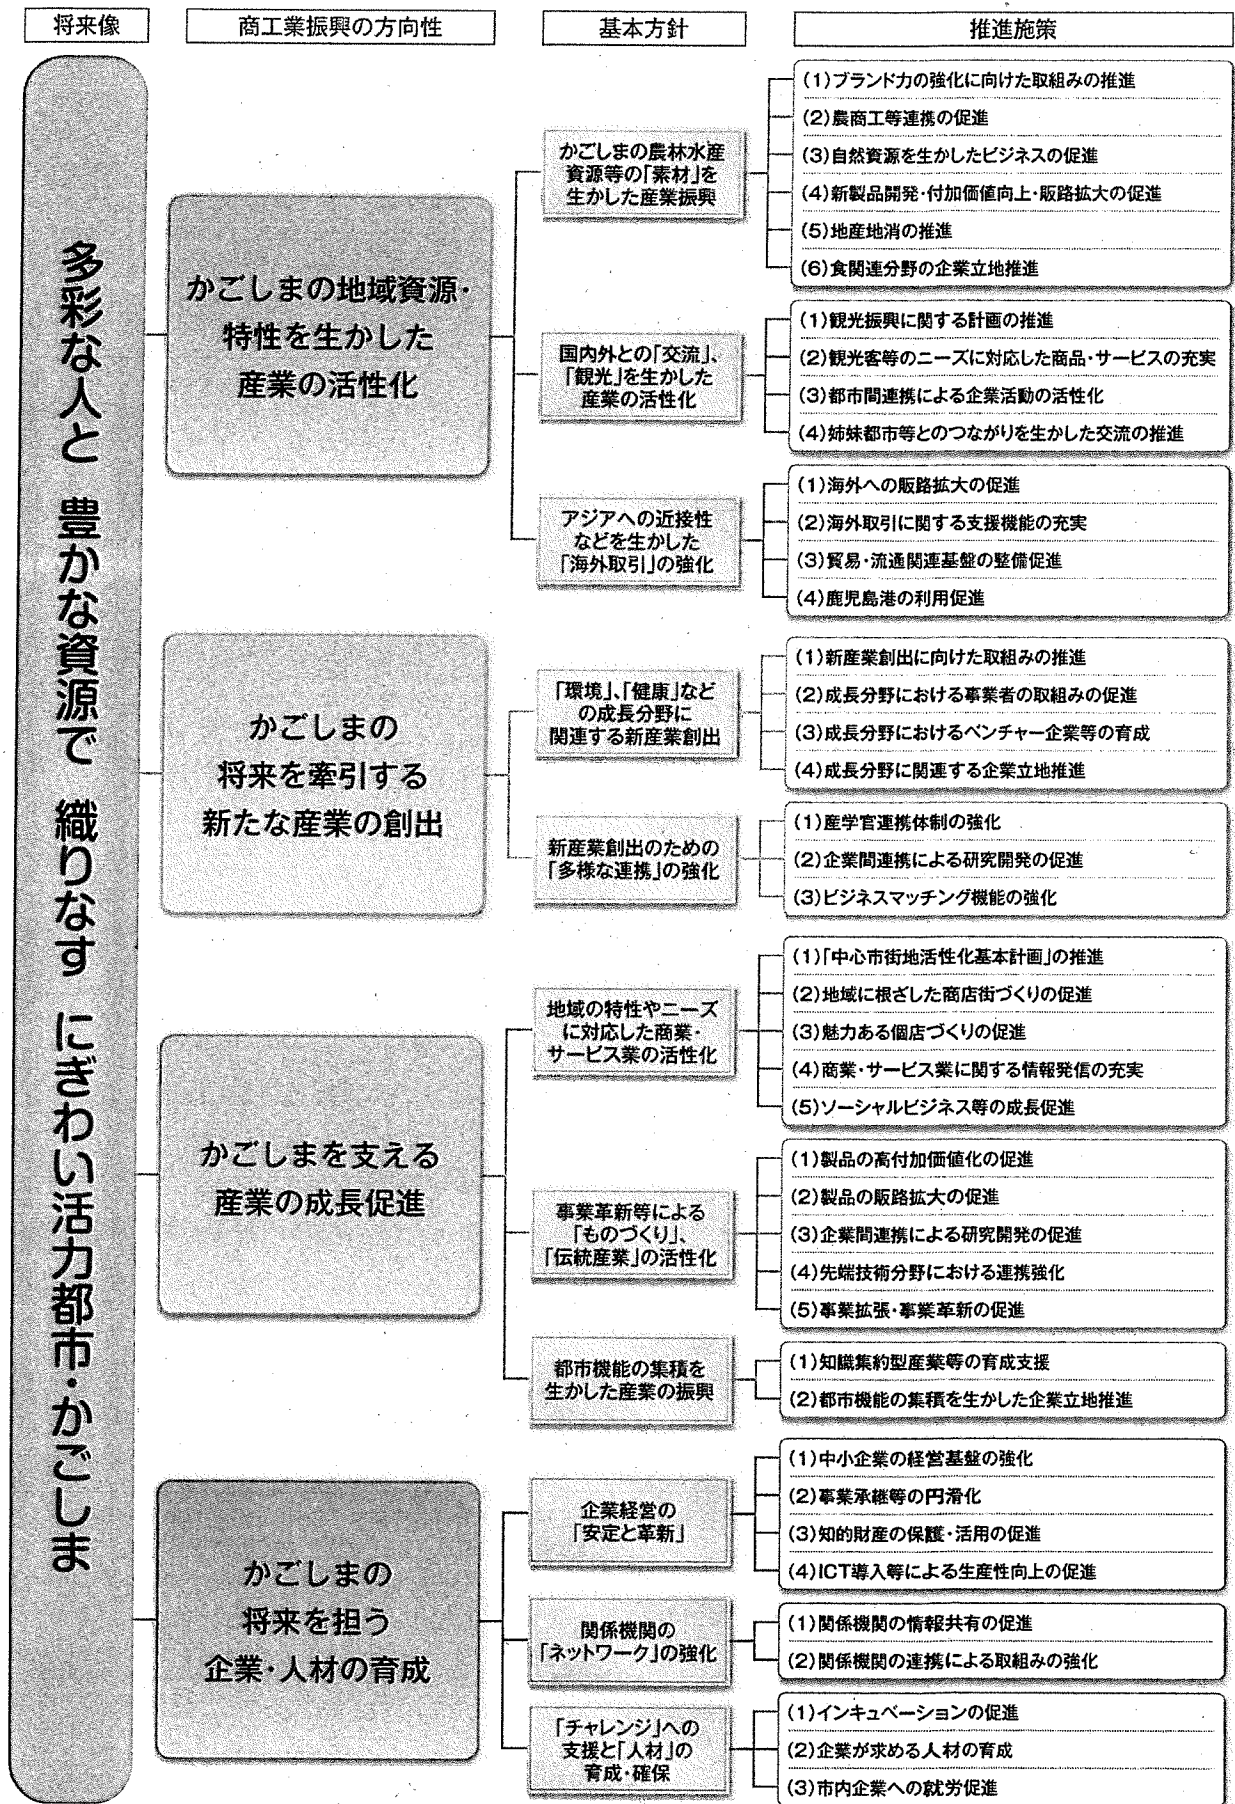 将来像
商工業振興の方向性
基本方針
推進施策
多彩な人と 豊かな資源で 織りなす にぎわい活力都市・かごしま
かごしまの地域資源・
特性を生かした
産業の活性化
かごしまの農林水産
資源等の「素材」を
生かした産業振興
(1)ブランド力の強化に向けた取組みの推進
(2)農商工等連携の促進
(3)自然資源を生かしたビジネスの促進
(4)新製品開発・付加価値向上・販路拡大の促進
(5)地産地消の推進
(6)食関連分野の企業立地推進
国内外との「交流」、
「観光」を生かした
産業の活性化
(1)観光振興に関する計画の推進
(2)観光客等のニーズに対応した商品・サービスの充実
(3)都市間連携による企業活動の活性化
(4)姉妹都市等とのつながりを生かした交流の推進
アジアへの近接性
などを生かした
「海外取引」の強化
(1)海外への販路拡大の促進
(2)海外取引に関する支援機能の充実
(3)貿易・流通関連基盤の整備促進
(4)鹿児島港の利用促進
かごしまの
将来を牽引する
新たな産業の創出
「環境」、「健康」など
の成長分野に
関連する新産業創出
(1)新産業創出に向けた取組みの推進
(2)成長分野における事業者の取組みの促進
(3)成長分野におけるベンチャー企業等の育成
(4)成長分野に関連する企業立地推進
新産業創出のための
「多様な連携」の強化
(1)産学官連携体制の強化
(2)企業間連携による研究開発の促進
(3)ビジネスマッチング機能の強化
かごしまを支える
産業の成長促進
地域の特性やニーズ
に対応した商業・
サービス業の活性化
(1)「中心市街地活性化基本計画」の推進
(2)地域に根ざした商店街づくりの促進
(3)魅力ある個店づくりの促進
(4)商業・サービス業に関する情報発信の充実
(5)ソーシャルビジネス等の成長促進
事業革新等による
「ものづくり」、
「伝統産業」の活性化
(1)製品の高付加価値化の促進
(2)製品の販路拡大の促進
(3)企業間連携による研究開発の促進
(4)先端技術分野における連携強化
(5)事業拡張・事業革新の促進
都市機能の集積を
生かした産業の振興
(1)知識集約型産業等の育成支援
(2)都市機能の集積を生かした企業立地推進
かごしまの
将来を担う
企業・人材の育成
企業経営の
「安定と革新」
(1)中小企業の経営基盤の強化
(2)事業承継等の円滑化
(3)知的財産の保護・活用の促進
(4)ICT導入等による生産性向上の促進
関係機関の
「ネットワーク」の強化
(1)関係機関の情報共有の促進
(2)関係機関の連携による取組みの強化
「チャレンジ」への
支援と「人材」の
育成・確保
(1)インキュベーションの促進
(2)企業が求める人材の育成
(3)市内企業への就労促進